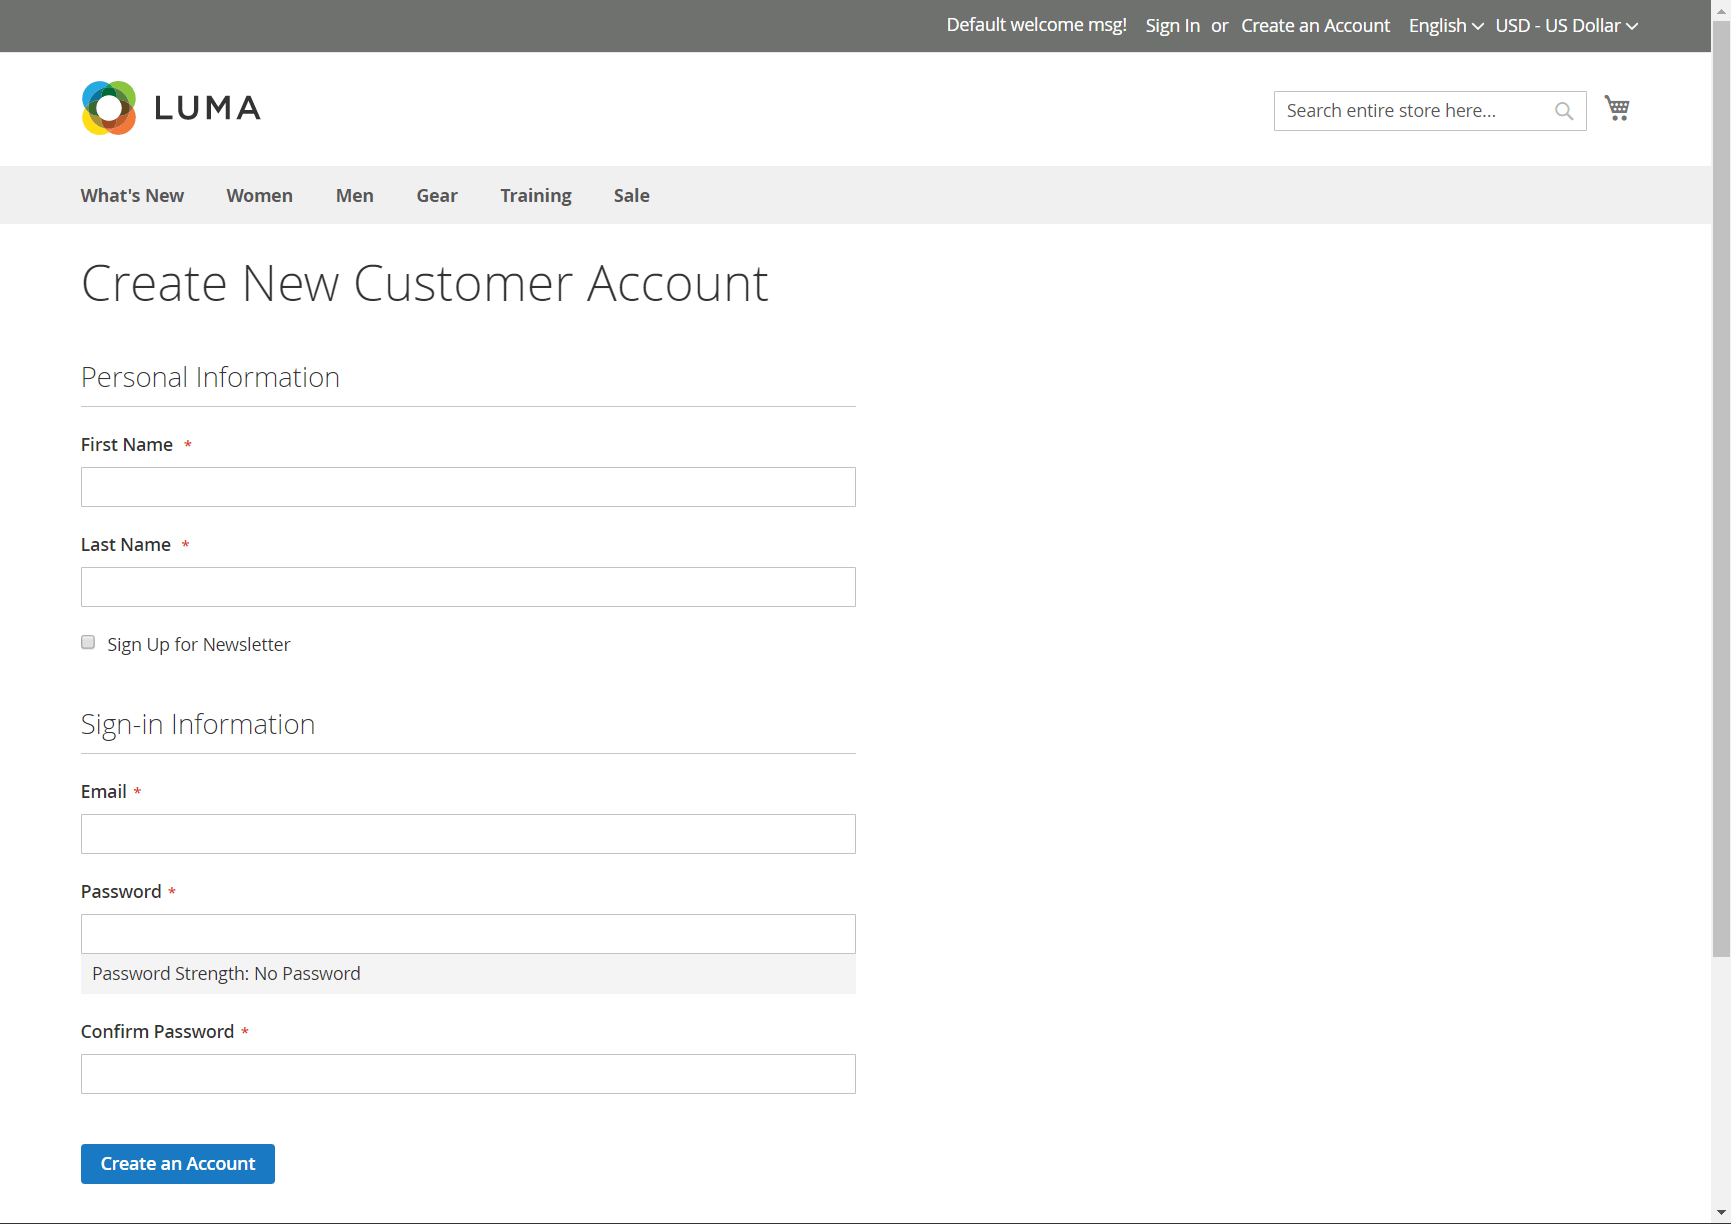 Default welcome msg! Sign In or Create an Account English USD - US Dollar
LUMA
Search entire store here...
What's New Women Men Gear Training Sale
Create New Customer Account
Personal Information
First Name *
Last Name *
Sign Up for Newsletter
Sign-in Information
Email *
Password *
Password Strength: No Password
Confirm Password *
Create an Account